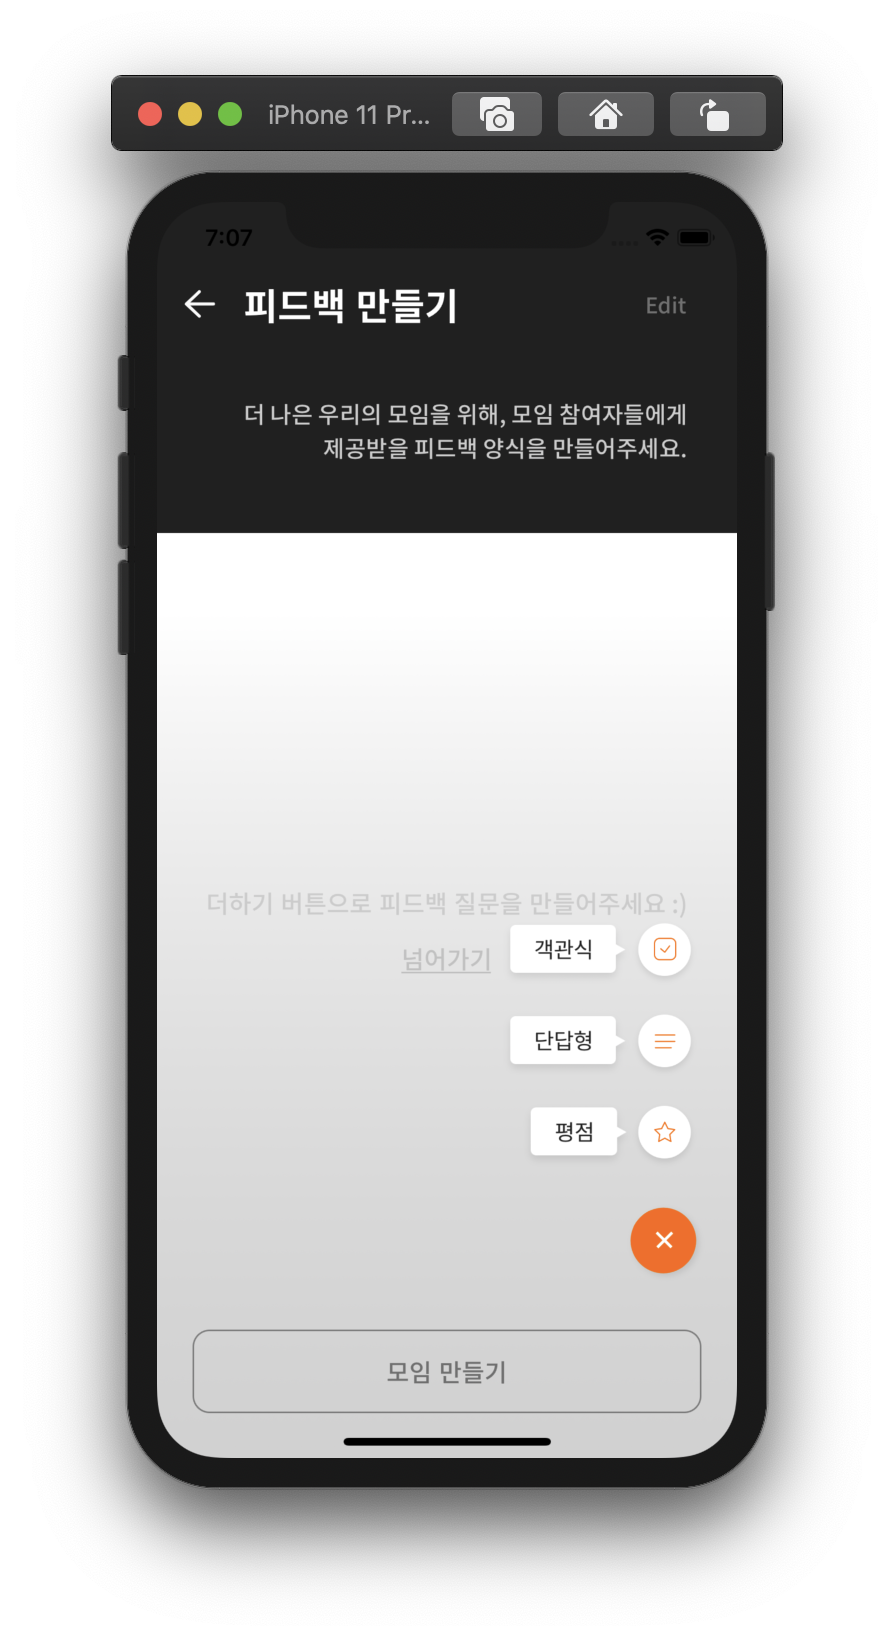 iPhone 11 Pr...
7:07
피드백 만들기
Edit
더 나은 우리의 모임을 위해, 모임 참여자들에게
제공받을 피드백 양식을 만들어주세요.
더하기 버튼으로 피드백 질문을 만들어주세요 :)
넘어가기
객관식
단답형
평점
모임 만들기